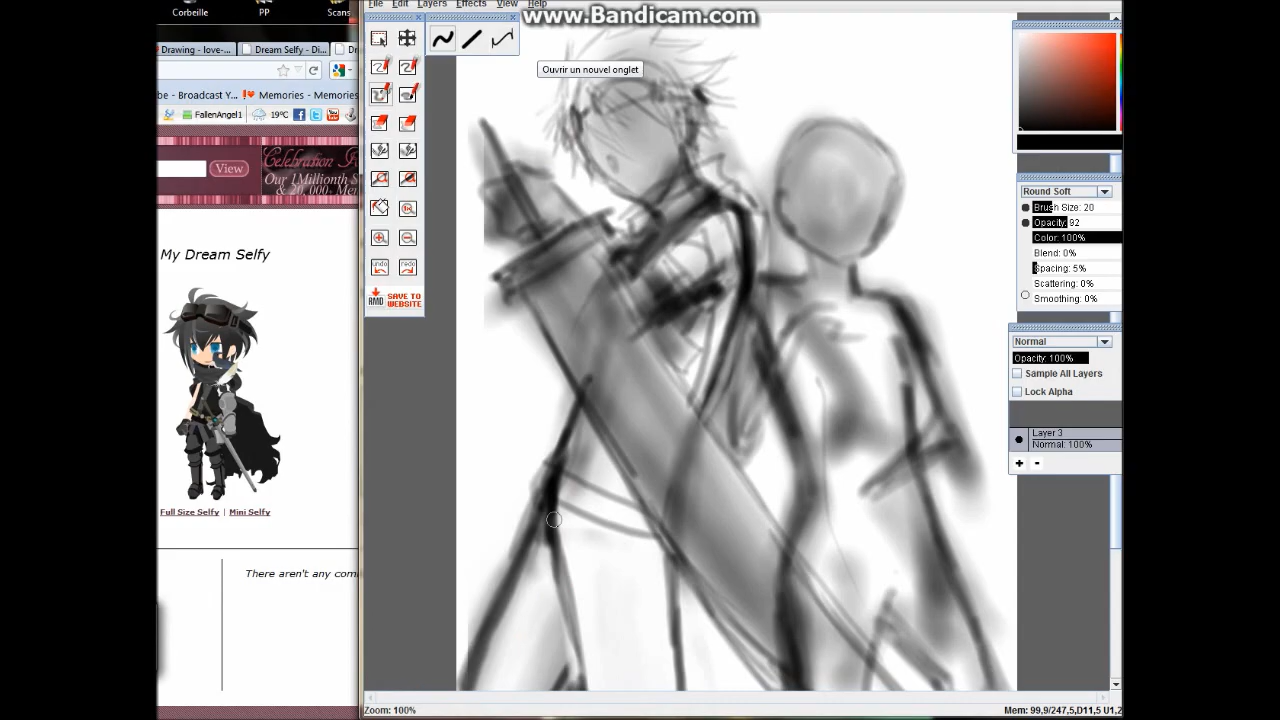 Corbeille
PP
Scans
File Edit Layers Effects View Help
www.Bandicam.com
Drawing - love-...
Dream Selfy - Di...
Ouvrir un nouvel onglet
be - Broadcast Y...
Memories - Memories
FallenAngel1
19°C
View
Celebration
Our 1Millionth S
& 20,000+ Me
My Dream Selfy
Full Size Selfy | Mini Selfy
There aren't any com
undo
redo
RMD
SAVE TO
WEBSITE
Round Soft
Brush Size: 20
Opacity: 92
Color: 100%
Blend: 0%
Spacing: 5%
Scattering: 0%
Smoothing: 0%
Normal
Opacity: 100%
Sample All Layers
Lock Alpha
Layer 3
Normal: 100%
+ -
Zoom: 100%
Mem: 99,9/247,5,D11,5 U1,2